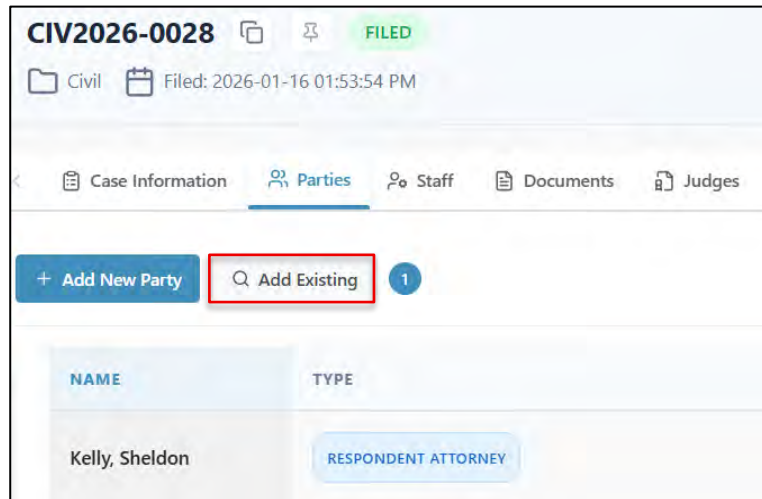 CIV2026-0028 FILED
Civil Filed: 2026-01-16 01:53:54 PM
Case Information Parties Staff Documents Judges
+ Add New Party Add Existing 1
NAME TYPE
Kelly, Sheldon RESPONDENT ATTORNEY